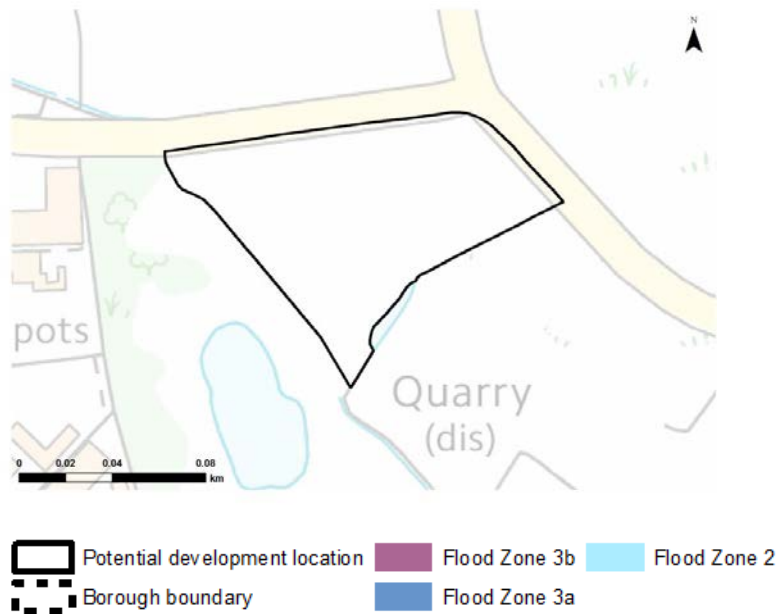 N
pots
Quarry
(dis)
0 0.02 0.04 0.08
km
Potential development location Flood Zone 3b Flood Zone 2
Borough boundary Flood Zone 3a